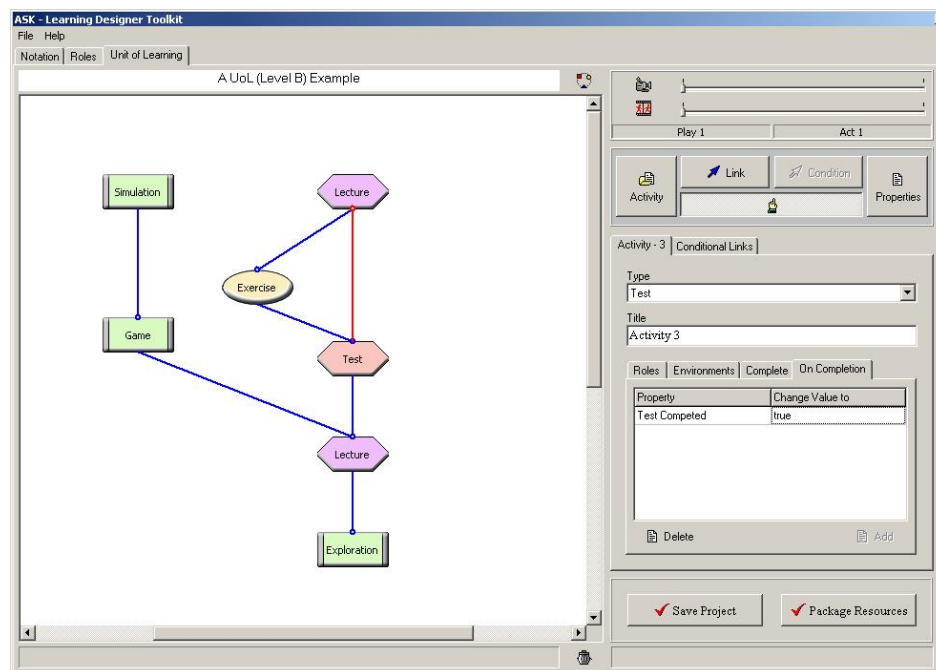 ASK - Learning Designer Toolkit
File Help
Notation Roles Unit of Learning
A UoL (Level B) Example
Simulation
Lecture
Exercise
Game
Test
Lecture
Exploration
Play 1 Act 1
Activity
Link
Condition
Properties
Activity - 3 Conditional Links
Type
Test
Title
Activity 3
Roles Environments Complete On Completion
Property Change Value to
Test Competed true
Delete Add
Save Project Package Resources